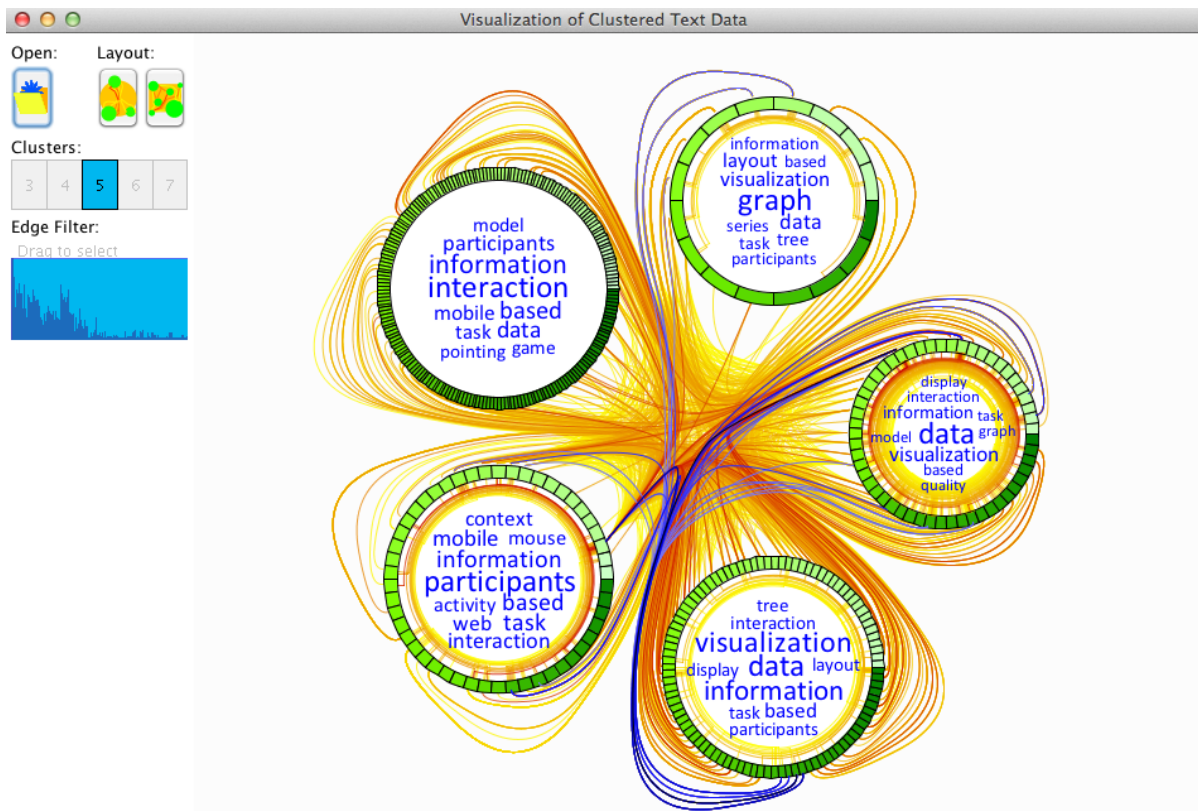 Visualization of Clustered Text Data
Open:
Layout:
Clusters:
3 4 5 6 7
Edge Filter:
Drag to select
model
participants
information
interaction
mobile based
task data
pointing game
information
layout based
visualization
graph
series data
task tree
participants
display
interaction
information task
model data graph
visualization
based
quality
context
mobile mouse
information
participants
activity based
web task
interaction
tree
interaction
visualization
display data layout
information
task based
participants